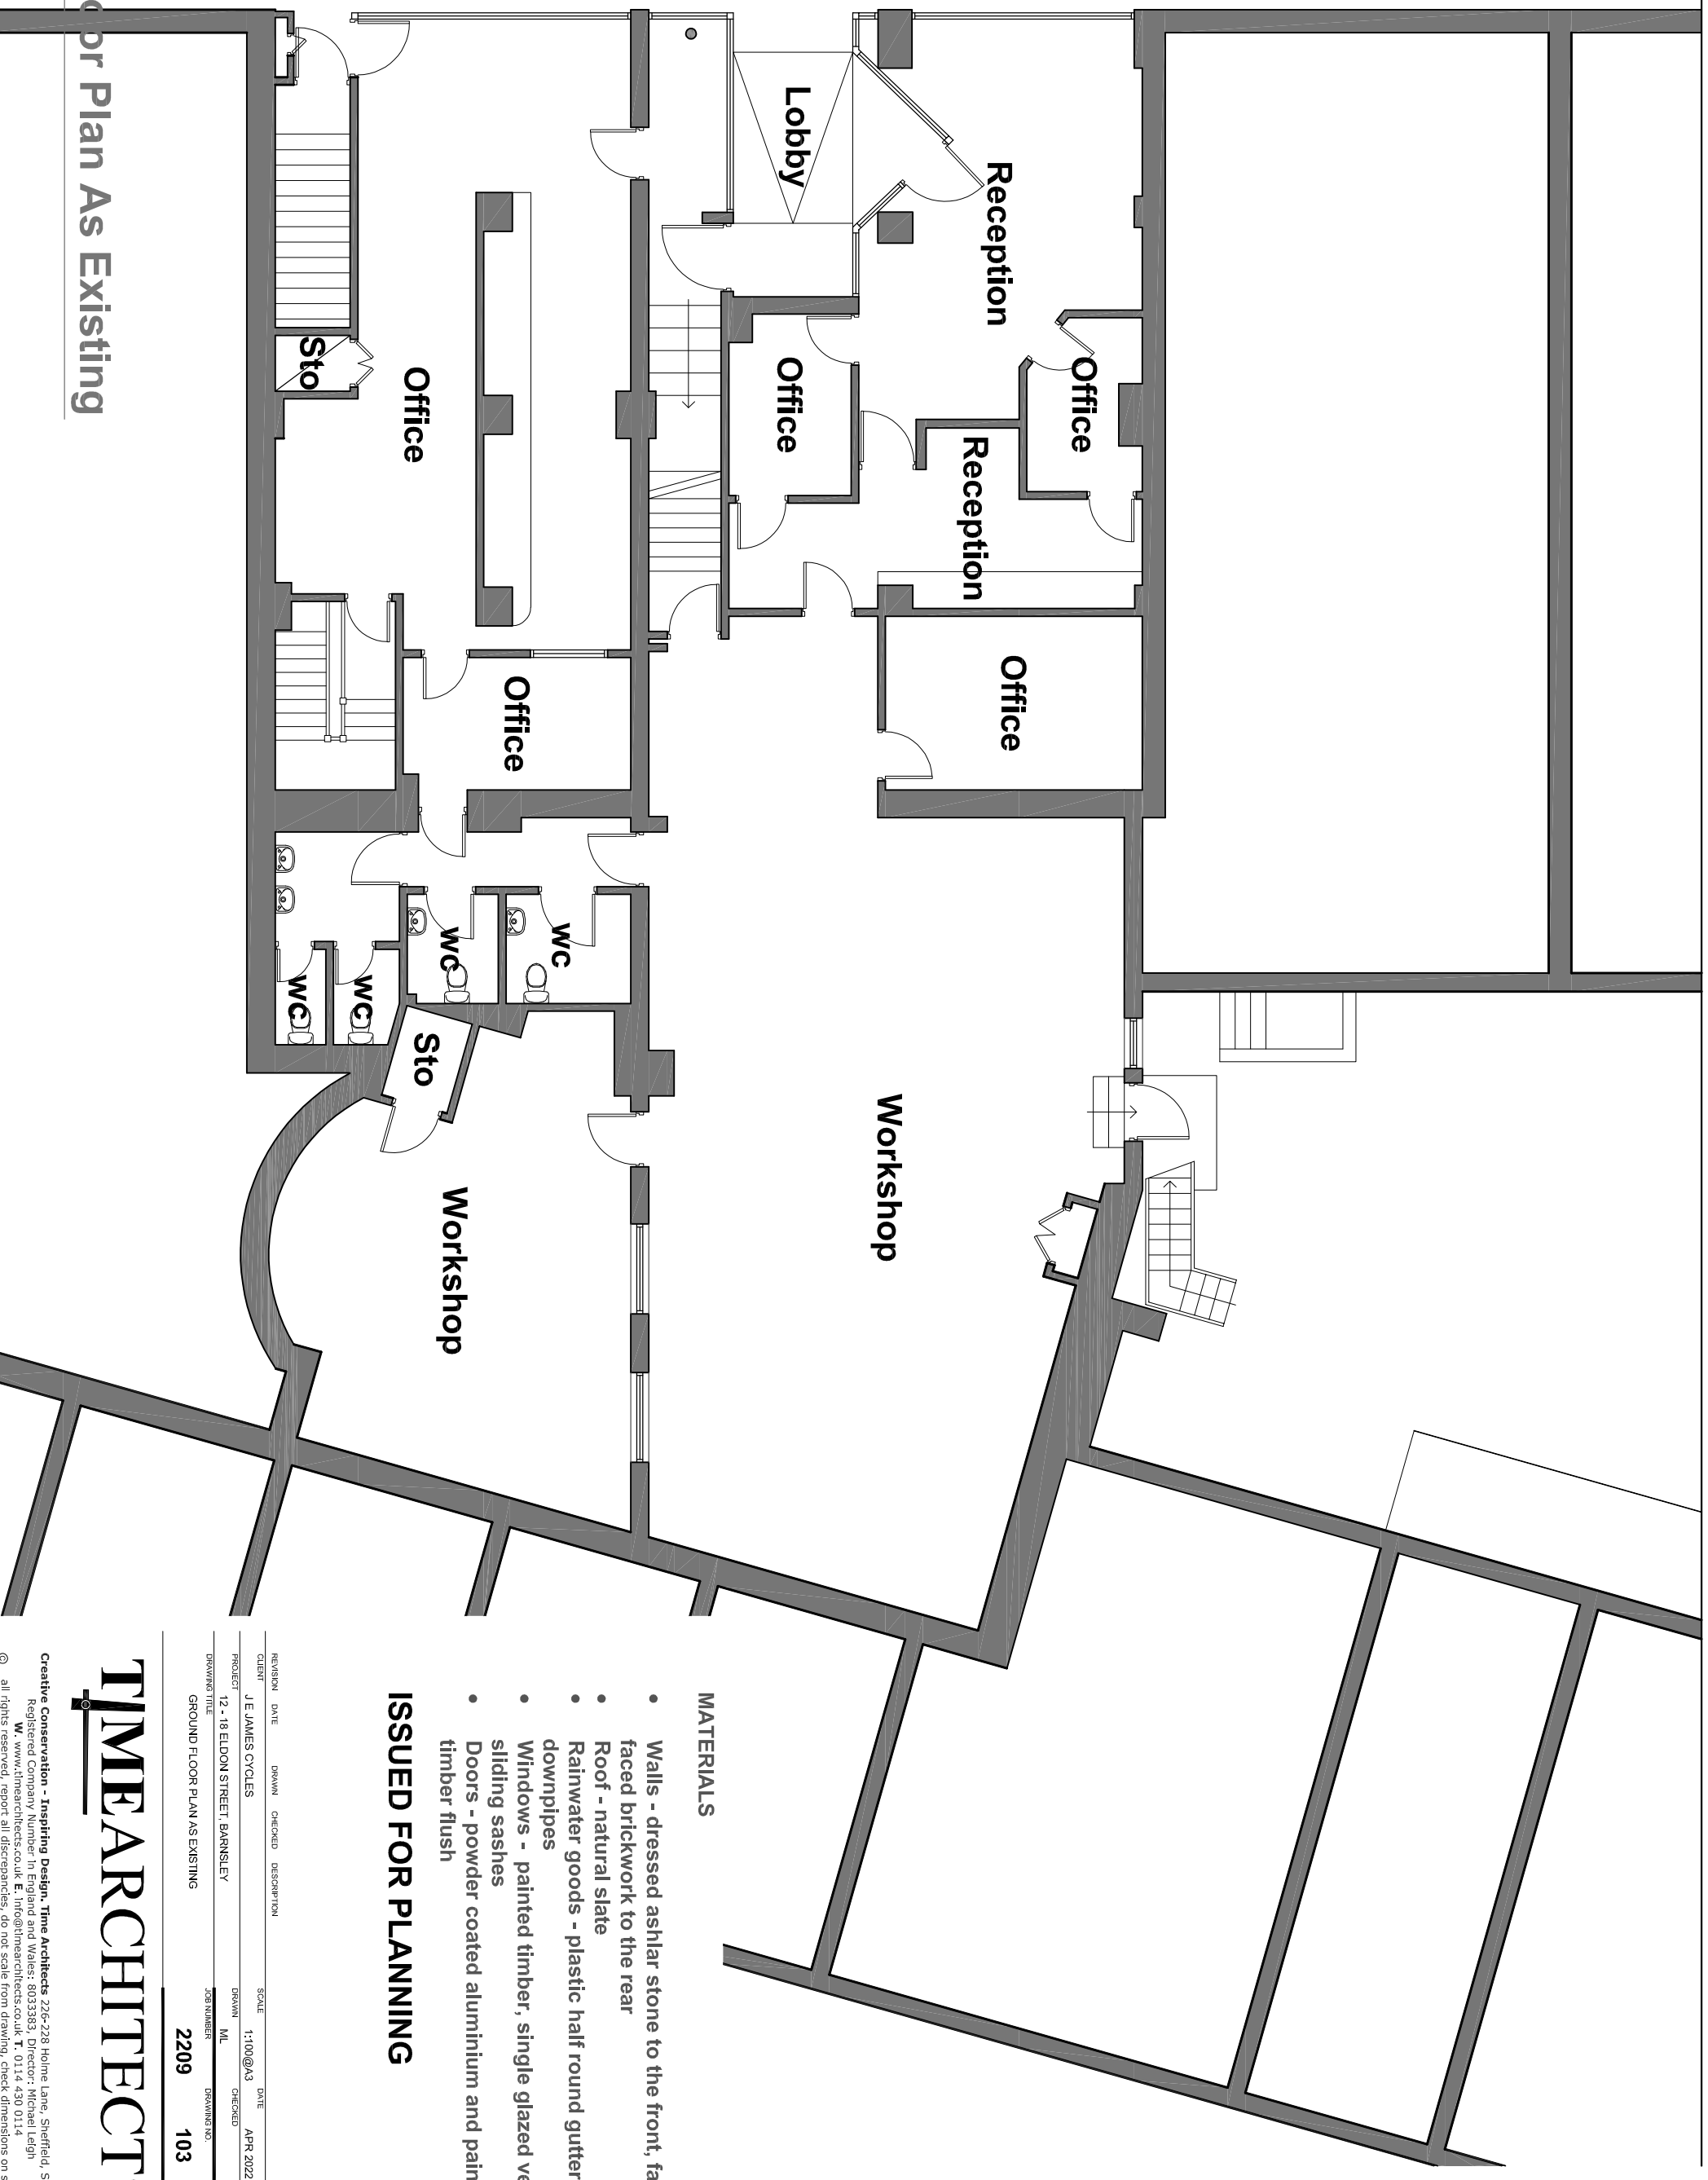 or Plan As Existing
Lobby
Reception
Office
Office
Reception
Office
Office
Sto
Office
wc
wc
wc
wc
Sto
Workshop
Workshop
MATERIALS
• Walls - dressed ashlar stone to the front, fa
faced brickwork to the rear
• Roof - natural slate
• Rainwater goods - plastic half round gutter
downpipes
• Windows - painted timber, single glazed ve
sliding sashes
• Doors - powder coated aluminium and pain
timber flush
ISSUED FOR PLANNING
REVISION DATE DRAWN CHECKED DESCRIPTION
CLIENT J E JAMES CYCLES SCALE 1:100@A3 DATE APR 2022
PROJECT 12 - 18 ELDON STREET, BARNSLEY DRAWN ML CHECKED
DRAWING TITLE GROUND FLOOR PLAN AS EXISTING JOB NUMBER 2209 DRAWING NO. 103
TIMEARCHITECT
Creative Conservation - Inspiring Design. Time Architects 226-228 Holme Lane, Sheffield, S
Registered Company Number in England and Wales: 8033383, Director: Michael Leigh
W. www.timearchitects.co.uk E. info@timearchitects.co.uk T. 0114 430 0114
© all rights reserved, report all discrepancies, do not scale from drawing, check dimensions on s